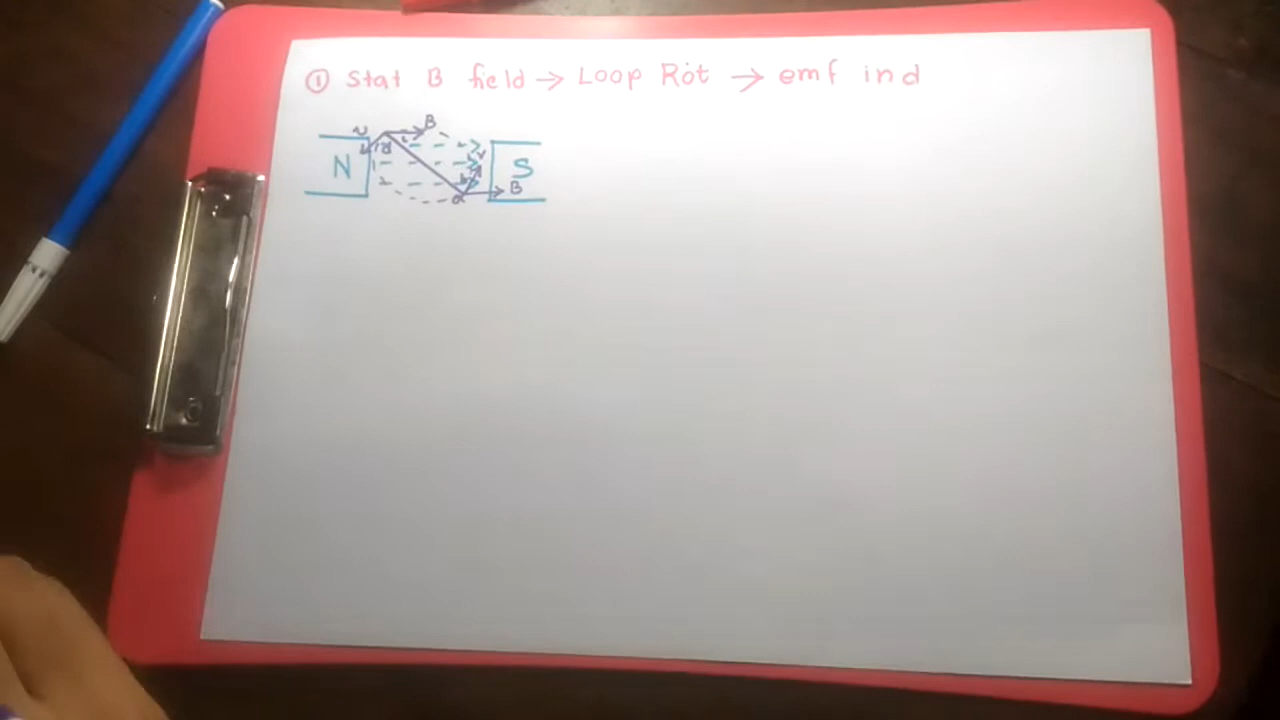 ① Stat B field → Loop Rot → emf ind
B
N S
B